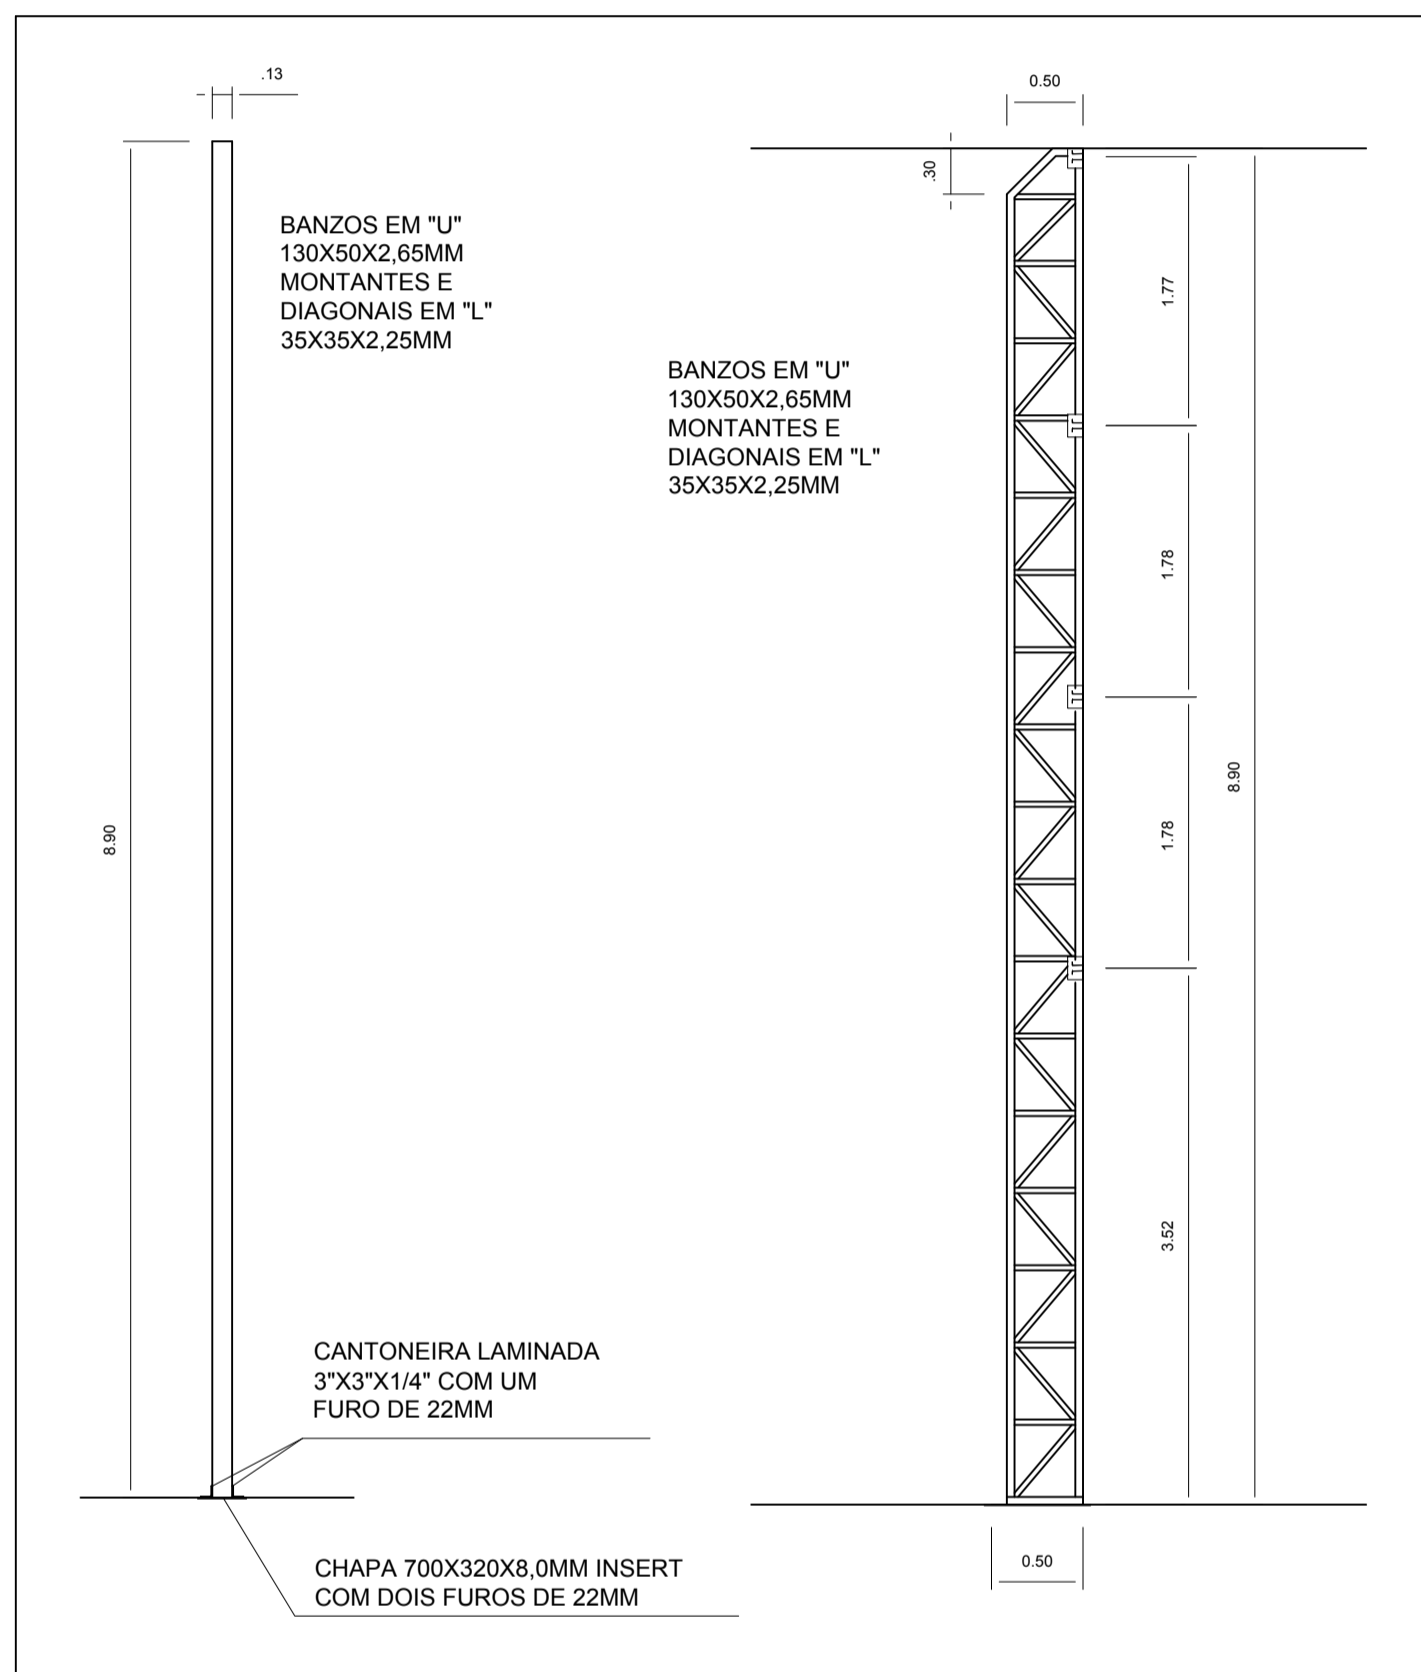 .13
0.50
.30
BANZOS EM "U"
130X50X2,65MM
MONTANTES E
DIAGONAIS EM "L"
35X35X2,25MM
1.77
BANZOS EM "U"
130X50X2,65MM
MONTANTES E
DIAGONAIS EM "L"
35X35X2,25MM
1.78
8.90
8.90
1.78
3.52
CANTONEIRA LAMINADA
3"X3"X1/4" COM UM
FURO DE 22MM
CHAPA 700X320X8,0MM INSERT
COM DOIS FUROS DE 22MM
0.50